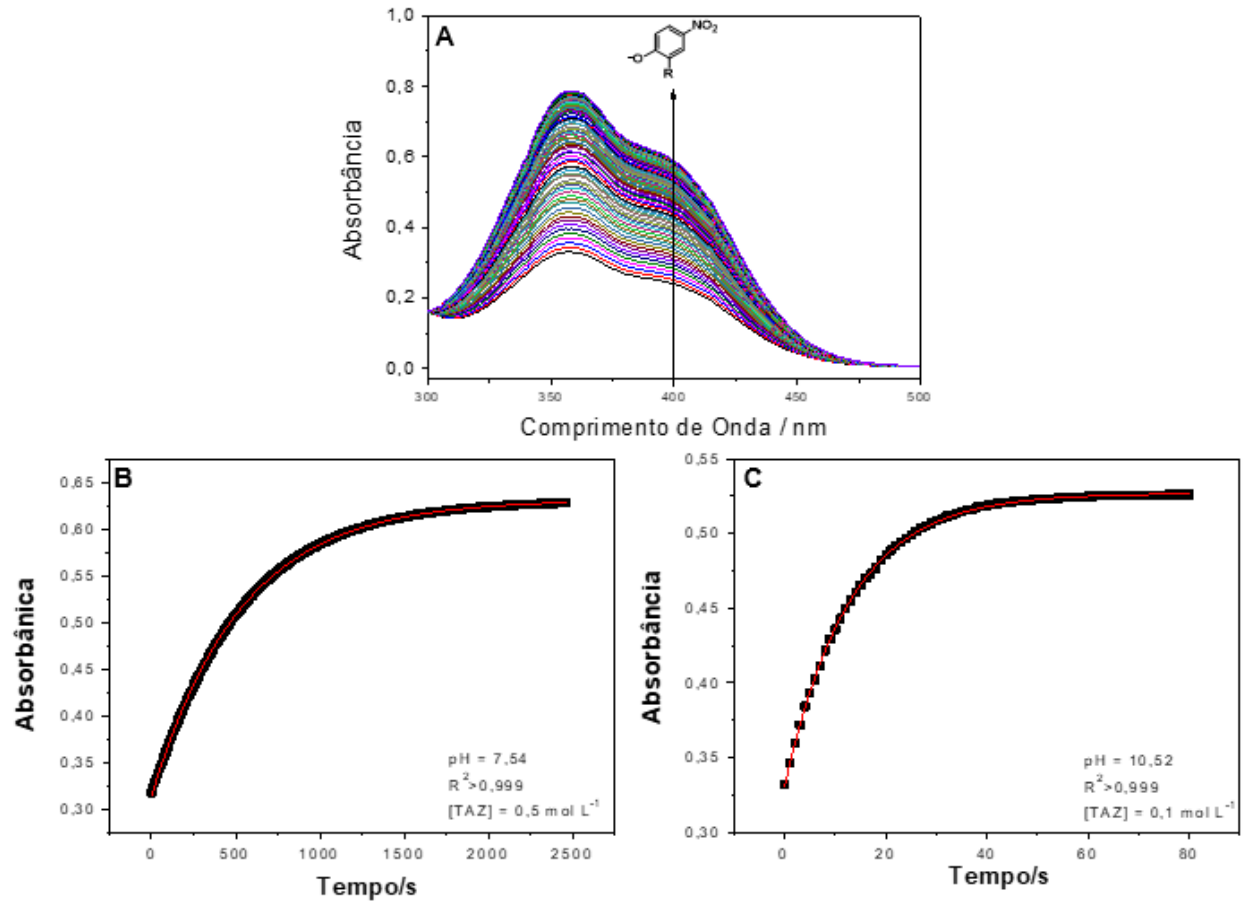 A
NO2
-O
R
1,0
0,8
0,6
0,4
0,2
0,0
Absorbância
300 350 400 450 500
Comprimento de Onda / nm
B
0,65
0,60
0,55
0,50
0,45
0,40
0,35
0,30
Absorbânica
pH = 7,54
R2>0,999
[TAZ] = 0,5 mol L-1
0 500 1000 1500 2000 2500
Tempo/s
C
0,55
0,50
0,45
0,40
0,35
0,30
Absorbância
pH = 10,52
R2>0,999
[TAZ] = 0,1 mol L-1
0 20 40 60 80
Tempo/s